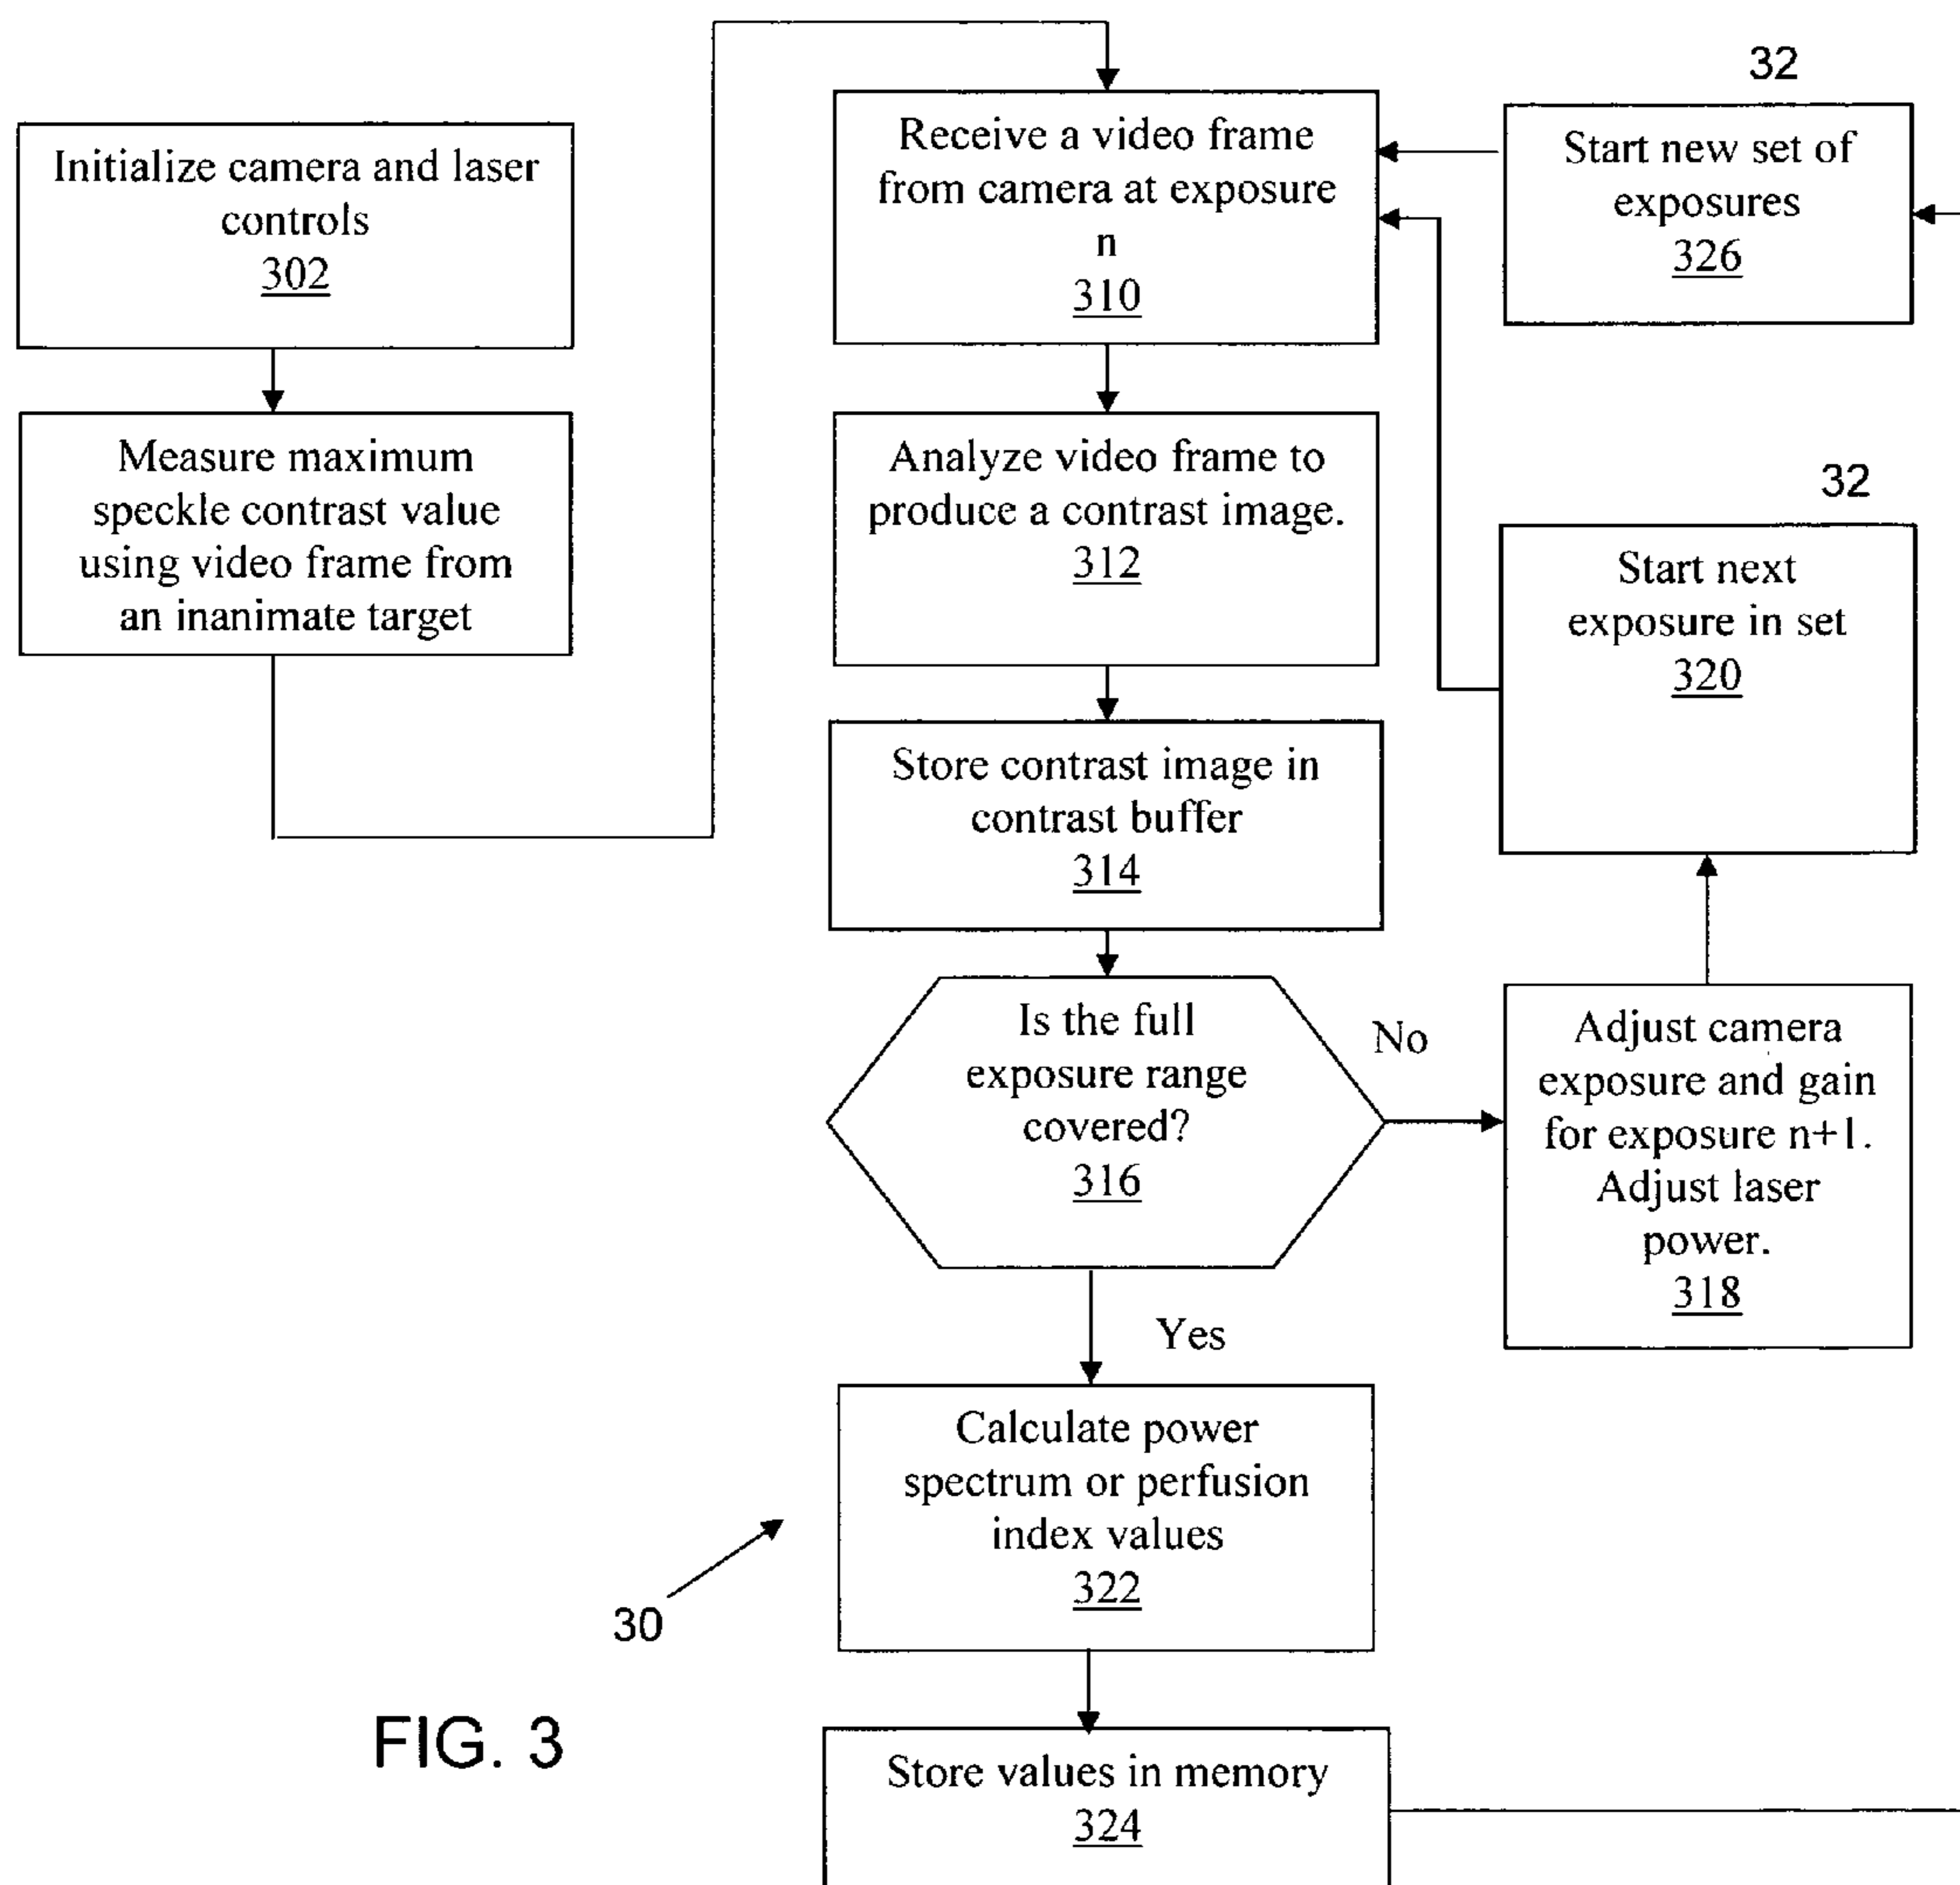 Initialize camera and laser
controls
302
Measure maximum
speckle contrast value
using video frame from
an inanimate target
Receive a video frame
from camera at exposure
n
310
Analyze video frame to
produce a contrast image.
312
Store contrast image in
contrast buffer
314
Is the full
exposure range
covered?
316
No
Yes
Calculate power
spectrum or perfusion
index values
322
Store values in memory
324
32
Start new set of
exposures
326
32
Start next
exposure in set
320
Adjust camera
exposure and gain
for exposure n+1.
Adjust laser
power.
318
30
FIG. 3